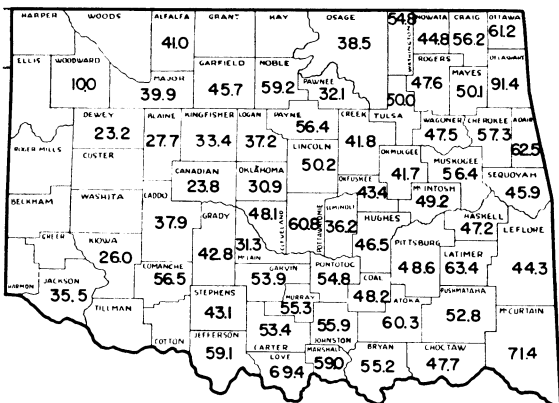 HARPER WOODS ALFALFA GRANT KAY OSAGE 54.8 NOWATA CRAIG OTTAWA
41.0 38.5 WASHINGTON 44.8 56.2 61.2
ELLIS WOODWARD GARFIELD NOBLE ROGERS DELAWARE
10.0 MAJOR 45.7 59.2 PAWNEE 47.6 MAYES 91.4
39.9 32.1 50.0 50.1
DEWEY BLAINE KINGFISHER LOGAN PAYNE CREEK TULSA WAGONER CHEROKEE ADAIR
23.2 27.7 33.4 37.2 56.4 41.8 47.5 57.3 62.5
ROGER MILLS CUSTER LINCOLN OKMULGEE MUSKOGEE
CANADIAN OKLAHOMA 50.2 OKFUSKEE 41.7 56.4 SEQUOYAH
23.8 30.9 43.4 McINTOSH 45.9
BECKHAM WASHITA CADDO GRADY 48.1 CLEVELAND 60.8 POTTAWATOMIE SEMINOLE 36.2 HUGHES 49.2 HASKELL LEFLORE
37.9 47.2
GREER KIOWA 31.3 46.5 PITTSBURG LATIMER
26.0 42.8 McCLAIN 48.6 63.4 44.3
HARMON JACKSON COMANCHE GARVIN PONTOTOC COAL
35.5 56.5 53.9 54.8 48.2 ATOKA PUSHMATAHA McCURTAIN
TILLMAN STEPHENS MURRAY 60.3 52.8
43.1 55.3
COTTON JEFFERSON 53.4 55.9
59.1 CARTER JOHNSTON BRYAN CHOCTAW 71.4
LOVE MARSHALL 55.2 47.7
69.4 59.0